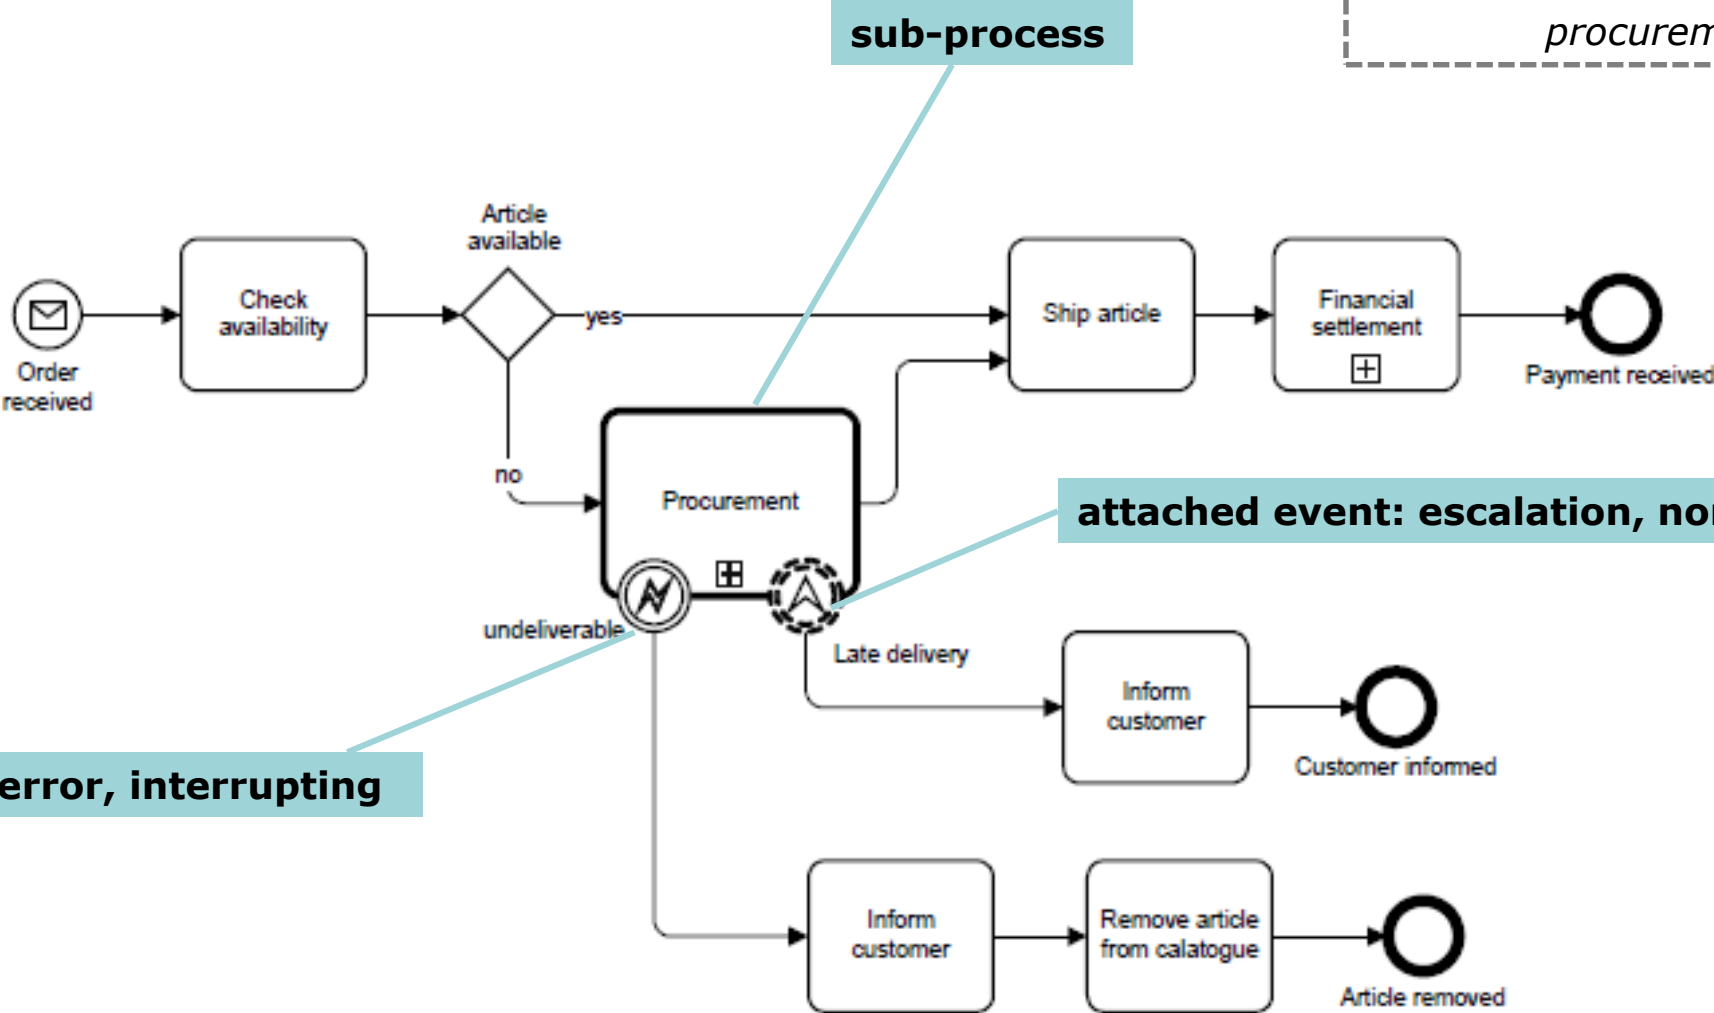 sub-process
procurem
Article
available
Check
availability
yes
Ship article
Financial
settlement
Order
received
Payment received
no
Procurement
attached event: escalation, non
undeliverable
Late delivery
Inform
customer
Customer informed
error, interrupting
Inform
customer
Remove article
from calatogue
Article removed